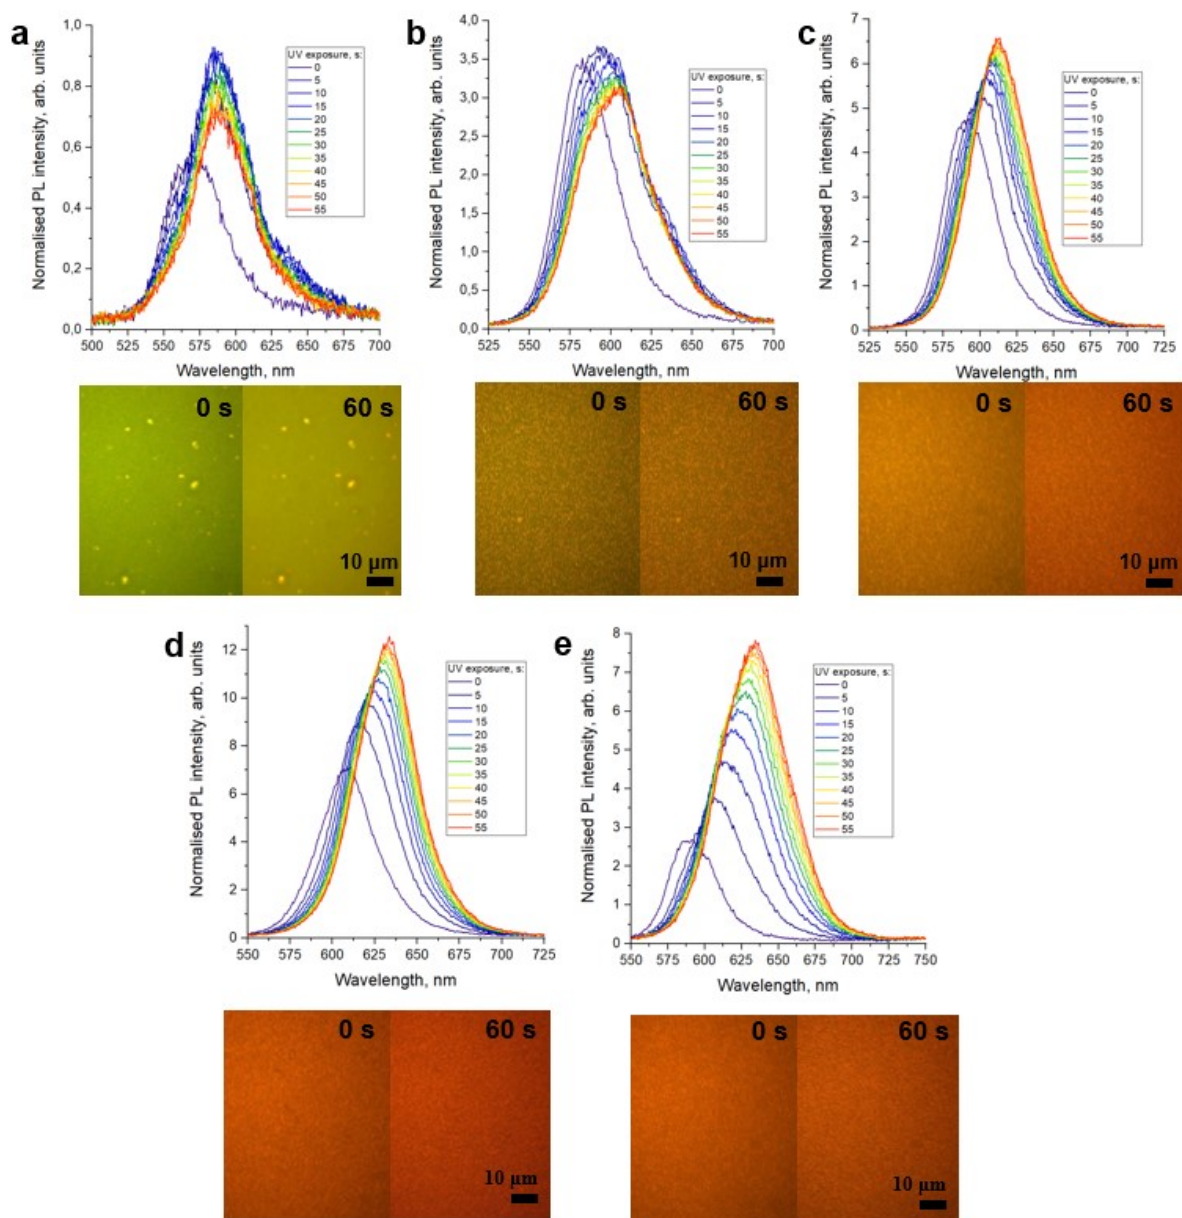 a
1,0
0,8
0,6
0,4
0,2
0,0
Normalised PL intensity, arb. units
UV exposure, s:
0
5
10
15
20
25
30
35
40
45
50
55
500 525 550 575 600 625 650 675 700
Wavelength, nm
0 s 60 s
10 µm
b
4,0
3,5
3,0
2,5
2,0
1,5
1,0
0,5
0,0
Normalised PL intensity, arb. units
UV exposure, s:
0
5
10
15
20
25
30
35
40
45
50
55
525 550 575 600 625 650 675 700
Wavelength, nm
0 s 60 s
10 µm
c
7
6
5
4
3
2
1
0
Normalised PL intensity, arb. units
UV exposure, s:
0
5
10
15
20
25
30
35
40
45
50
55
525 550 575 600 625 650 675 700 725
Wavelength, nm
0 s 60 s
10 µm
d
12
10
8
6
4
2
0
Normalised PL intensity, arb. units
UV exposure, s:
0
5
10
15
20
25
30
35
40
45
50
55
550 575 600 625 650 675 700 725
Wavelength, nm
0 s 60 s
10 µm
e
8
7
6
5
4
3
2
1
0
Normalised PL intensity, arb. units
UV exposure, s:
0
5
10
15
20
25
30
35
40
45
50
55
550 575 600 625 650 675 700 725 750
Wavelength, nm
0 s 60 s
10 µm